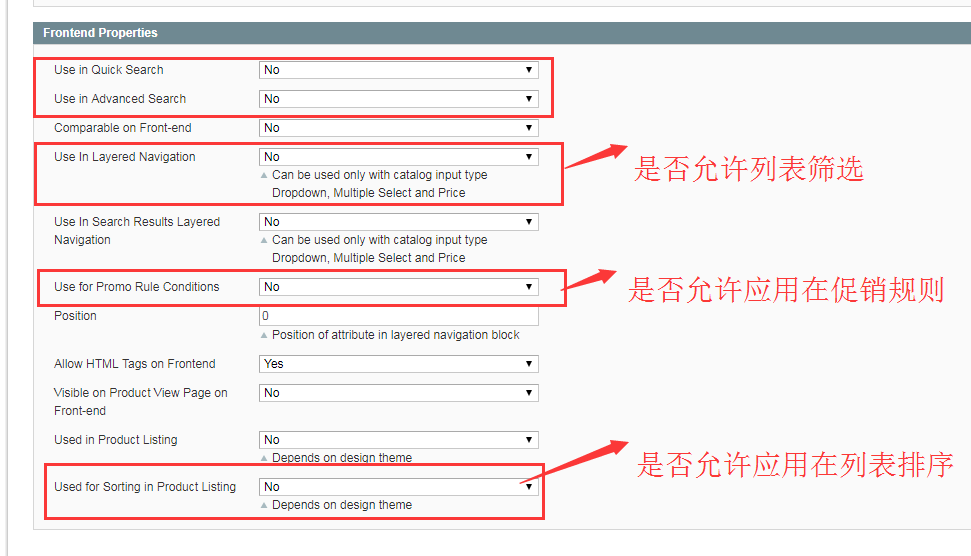 Frontend Properties
Use in Quick Search No
Use in Advanced Search No
Comparable on Front-end No
Use In Layered Navigation No
Can be used only with catalog input type
Dropdown, Multiple Select and Price
是否允许列表筛选
Use In Search Results Layered
Navigation
No
Can be used only with catalog input type
Dropdown, Multiple Select and Price
Use for Promo Rule Conditions No
是否允许应用在促销规则
Position 0
Position of attribute in layered navigation block
Allow HTML Tags on Frontend Yes
Visible on Product View Page on
Front-end
No
Used in Product Listing No
Depends on design theme
Used for Sorting in Product Listing No
Depends on design theme
是否允许应用在列表排序